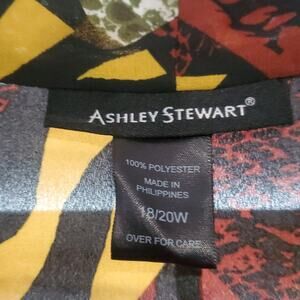 ASHLEY STEWART®
100% POLYESTER
MADE IN
PHILIPPINES
18/20W
OVER FOR CARE